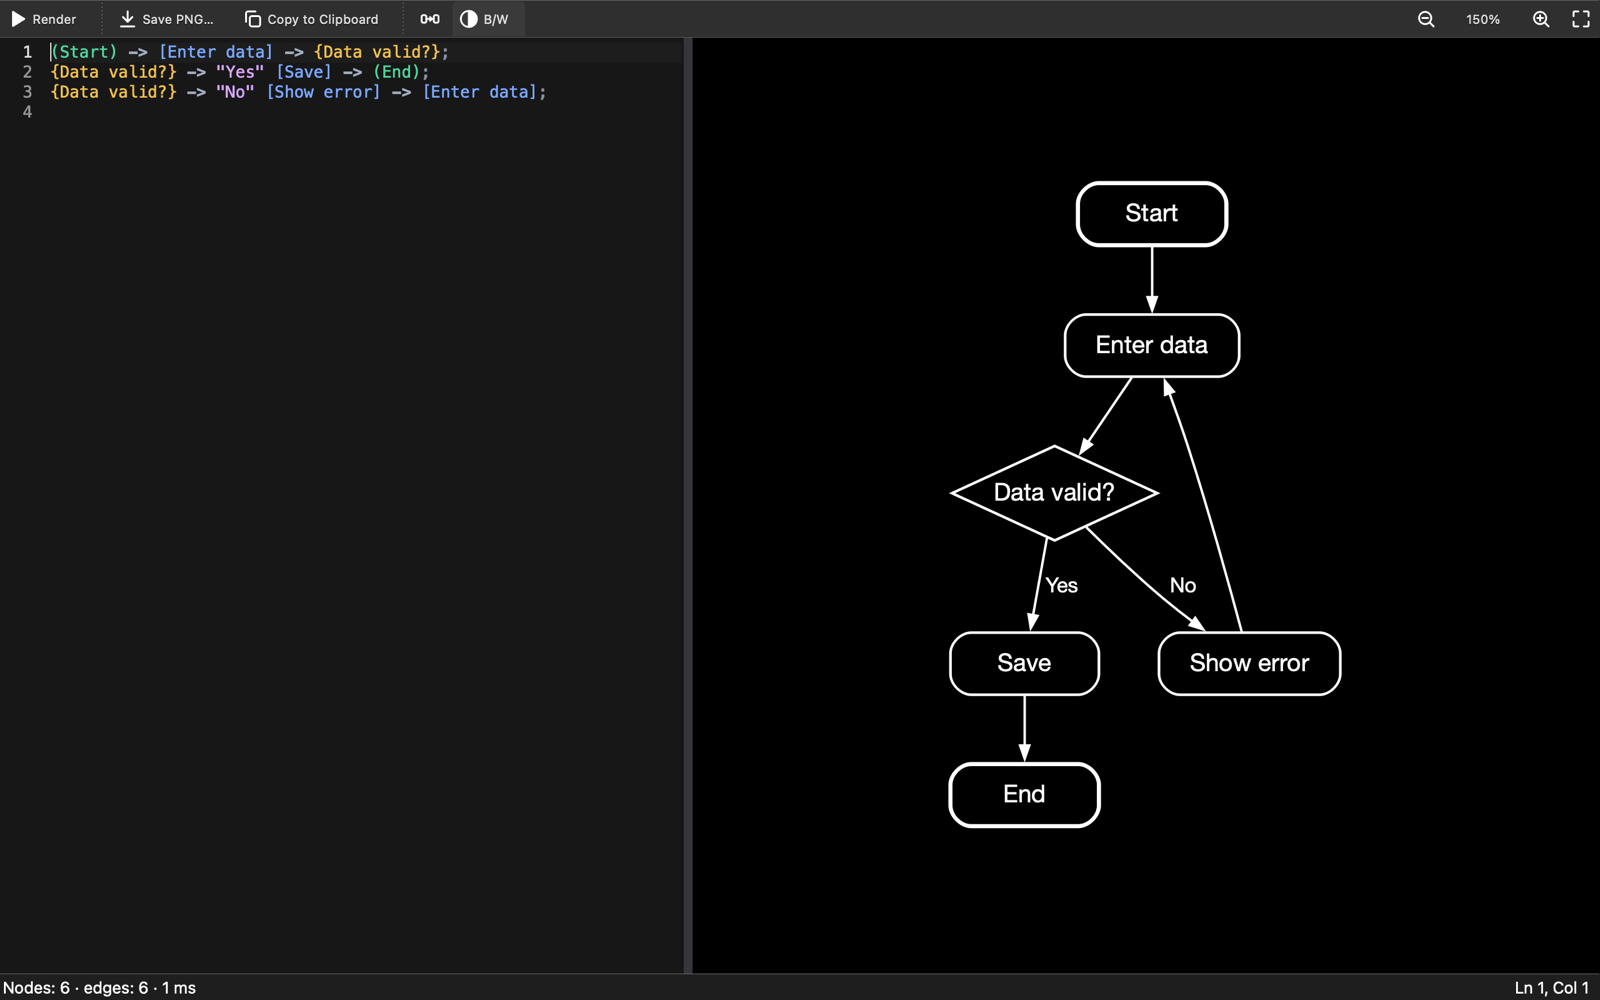 Render
Save PNG...
Copy to Clipboard
B/W
150%
1 (Start) -> [Enter data] -> {Data valid?};
2 {Data valid?} -> "Yes" [Save] -> (End);
3 {Data valid?} -> "No" [Show error] -> [Enter data];
4
Start
Enter data
Data valid?
Yes
No
Save
Show error
End
Nodes: 6 · edges: 6 · 1 ms
Ln 1, Col 1